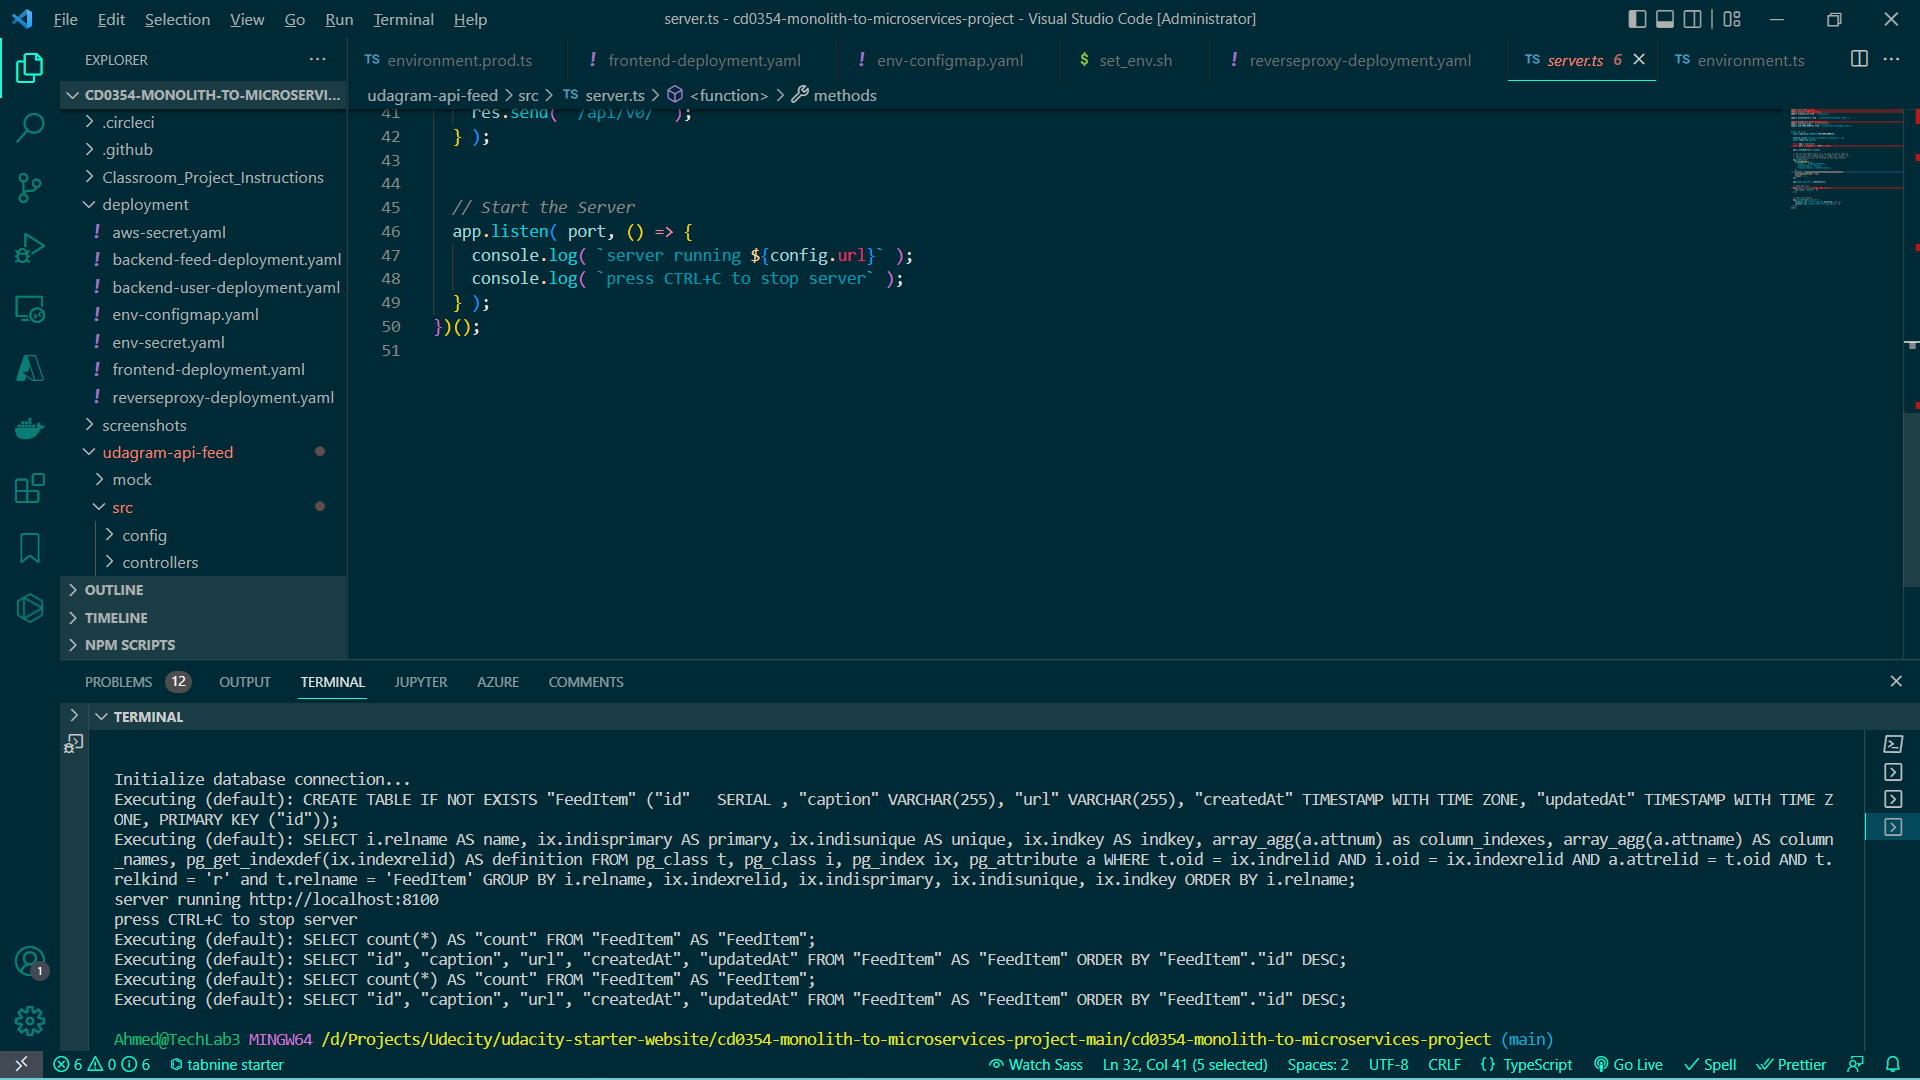 File Edit Selection View Go Run Terminal Help
server.ts - cd0354-monolith-to-microservices-project - Visual Studio Code [Administrator]
EXPLORER
TS environment.prod.ts
! frontend-deployment.yaml
! env-configmap.yaml
$ set_env.sh
! reverseproxy-deployment.yaml
TS server.ts 6
TS environment.ts
CD0354-MONOLITH-TO-MICROSERVI...
udagram-api-feed > src > TS server.ts > <function> > methods
.circleci
.github
Classroom_Project_Instructions
deployment
! aws-secret.yaml
! backend-feed-deployment.yaml
! backend-user-deployment.yaml
! env-configmap.yaml
! env-secret.yaml
! frontend-deployment.yaml
! reverseproxy-deployment.yaml
screenshots
udagram-api-feed
mock
src
config
controllers
OUTLINE
TIMELINE
NPM SCRIPTS
41 res.send( "/api/v0/" );
42 } );
43
44
45 // Start the Server
46 app.listen( port, () => {
47 console.log( `server running ${config.url}` );
48 console.log( `press CTRL+C to stop server` );
49 } );
50 })();
51
PROBLEMS 12 OUTPUT TERMINAL JUPYTER AZURE COMMENTS
TERMINAL
Initialize database connection...
Executing (default): CREATE TABLE IF NOT EXISTS "FeedItem" ("id"   SERIAL , "caption" VARCHAR(255), "url" VARCHAR(255), "createdAt" TIMESTAMP WITH TIME ZONE, "updatedAt" TIMESTAMP WITH TIME Z
ONE, PRIMARY KEY ("id"));
Executing (default): SELECT i.relname AS name, ix.indisprimary AS primary, ix.indisunique AS unique, ix.indkey AS indkey, array_agg(a.attnum) as column_indexes, array_agg(a.attname) AS column
_names, pg_get_indexdef(ix.indexrelid) AS definition FROM pg_class t, pg_class i, pg_index ix, pg_attribute a WHERE t.oid = ix.indrelid AND i.oid = ix.indexrelid AND a.attrelid = t.oid AND t.
relkind = 'r' and t.relname = 'FeedItem' GROUP BY i.relname, ix.indexrelid, ix.indisprimary, ix.indisunique, ix.indkey ORDER BY i.relname;
server running http://localhost:8100
press CTRL+C to stop server
Executing (default): SELECT count(*) AS "count" FROM "FeedItem" AS "FeedItem";
Executing (default): SELECT "id", "caption", "url", "createdAt", "updatedAt" FROM "FeedItem" AS "FeedItem" ORDER BY "FeedItem"."id" DESC;
Executing (default): SELECT count(*) AS "count" FROM "FeedItem" AS "FeedItem";
Executing (default): SELECT "id", "caption", "url", "createdAt", "updatedAt" FROM "FeedItem" AS "FeedItem" ORDER BY "FeedItem"."id" DESC;
Ahmed@TechLab3 MINGW64 /d/Projects/Udecity/udacity-starter-website/cd0354-monolith-to-microservices-project-main/cd0354-monolith-to-microservices-project (main)
1
6 0 6 tabnine starter
Watch Sass Ln 32, Col 41 (5 selected) Spaces: 2 UTF-8 CRLF {} TypeScript Go Live Spell Prettier